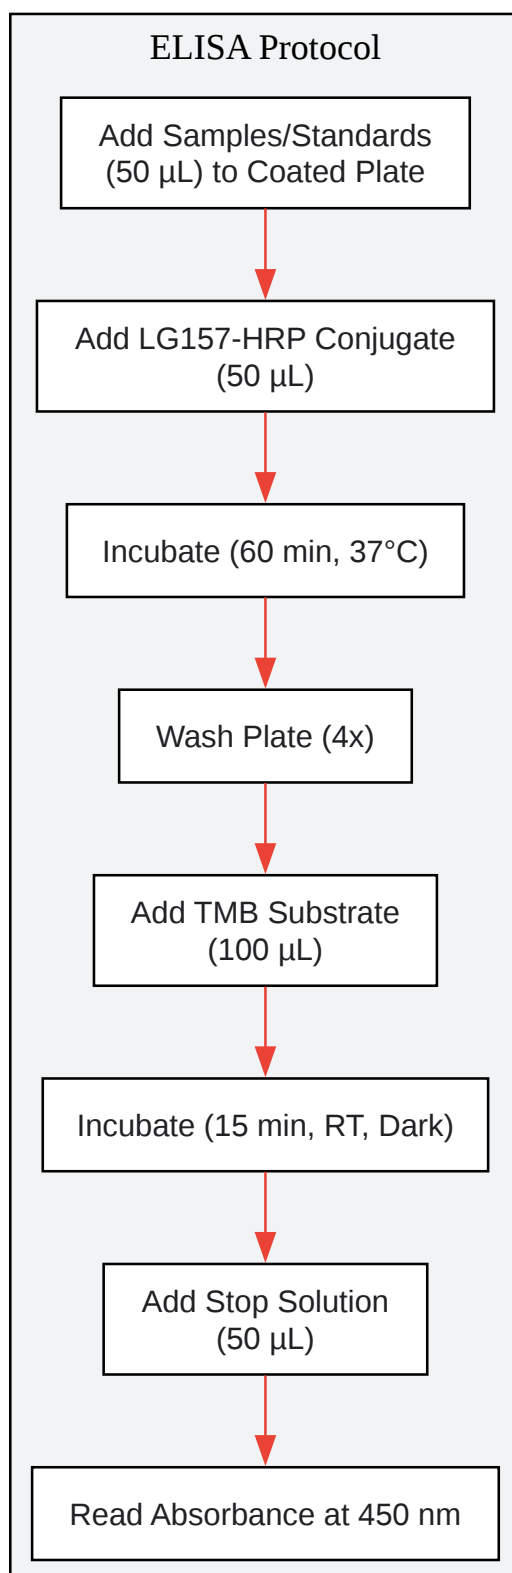 ELISA Protocol
Add Samples/Standards
(50 µL) to Coated Plate
Add LG157-HRP Conjugate
(50 µL)
Incubate (60 min, 37°C)
Wash Plate (4x)
Add TMB Substrate
(100 µL)
Incubate (15 min, RT, Dark)
Add Stop Solution
(50 µL)
Read Absorbance at 450 nm